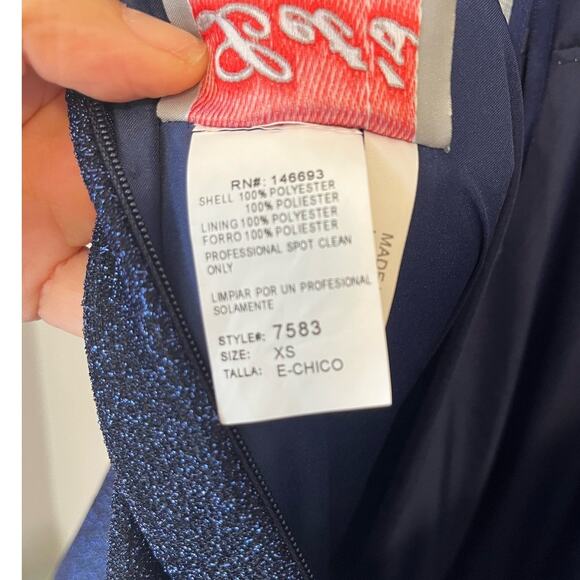 Let's
RN#: 146693
SHELL 100% POLYESTER
100% POLIESTER
LINING 100% POLYESTER
FORRO 100% POLIESTER
PROFESSIONAL SPOT CLEAN
ONLY
LIMPIAR POR UN PROFESIONAL
SOLAMENTE
STYLE#: 7583
SIZE: XS
TALLA: E-CHICO
MADE